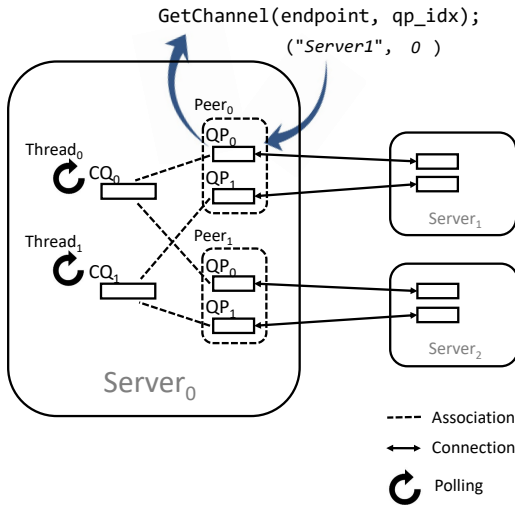 GetChannel(endpoint, qp_idx);
("Server1", 0 )
Peer₀
QP₀
Thread₀
CQ₀
QP₁
Server₁
Thread₁
Peer₁
CQ₁
QP₀
QP₁
Server₂
Server₀
Association
Connection
Polling